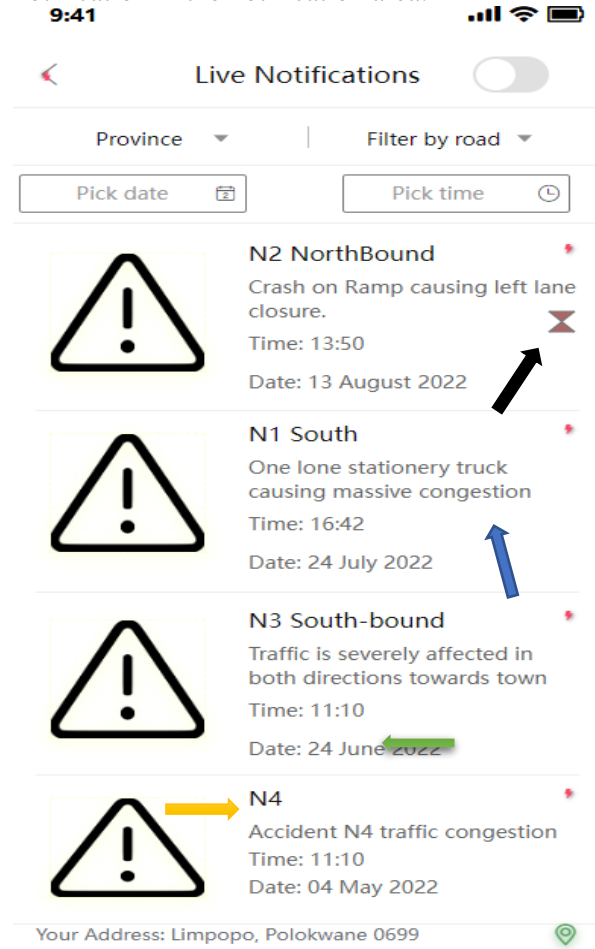 9:41
Live Notifications
Province
Filter by road
Pick date
2
Pick time
N2 NorthBound
Crash on Ramp causing left lane
closure.
Time: 13:50
Date: 13 August 2022
N1 South
One lone stationery truck
causing massive congestion
Time: 16:42
Date: 24 July 2022
N3 South-bound
Traffic is severely affected in
both directions towards town
Time: 11:10
Date: 24 June 2022
N4
Accident N4 traffic congestion
Time: 11:10
Date: 04 May 2022
Your Address: Limpopo, Polokwane 0699